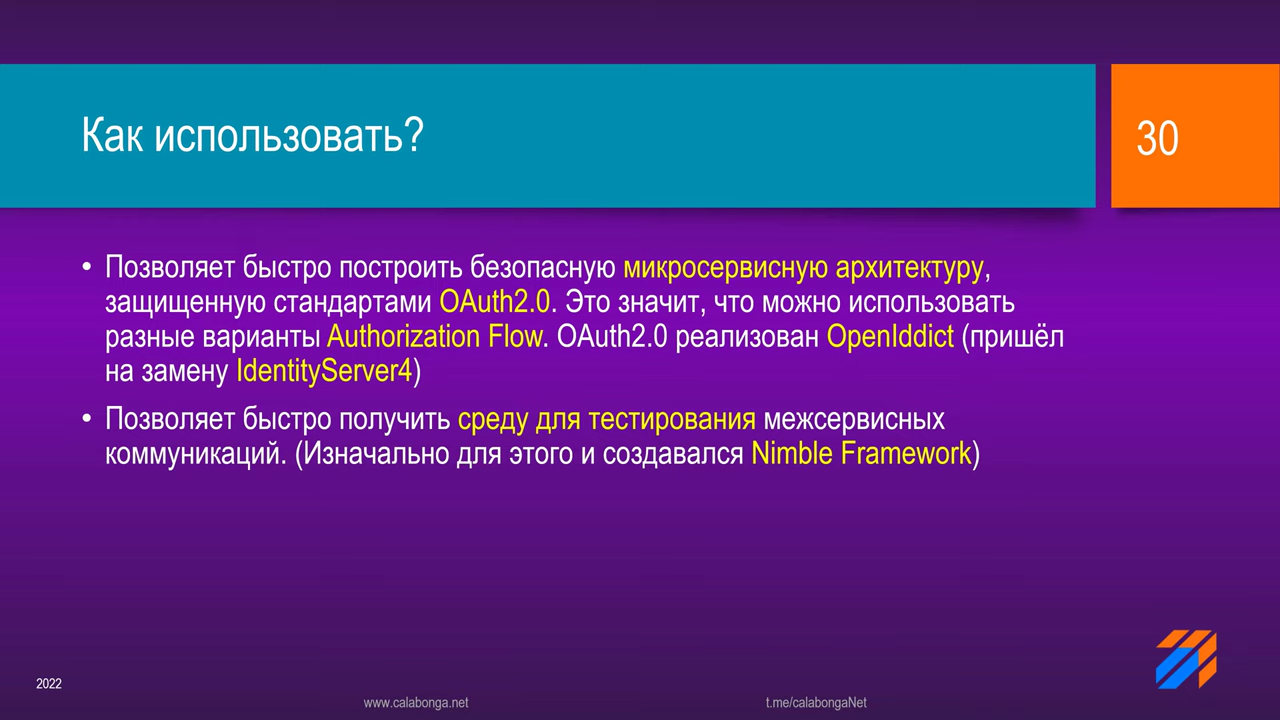 Как использовать?
30
• Позволяет быстро построить безопасную микросервисную архитектуру,
защищенную стандартами OAuth2.0. Это значит, что можно использовать
разные варианты Authorization Flow. OAuth2.0 реализован OpenIddict (пришёл
на замену IdentityServer4)
• Позволяет быстро получить среду для тестирования межсервисных
коммуникаций. (Изначально для этого и создавался Nimble Framework)
2022
www.calabonga.net
t.me/calabongaNet